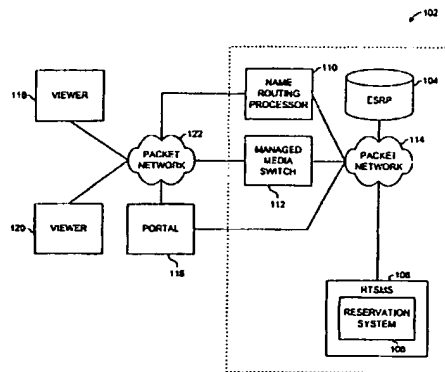 102
110
104
NAME
ROUTING
PROCESSOR
ESRP
118
VIEWER
122
PACKET
NETWORK
MANAGED
MEDIA
SWITCH
112
114
PACKET
NETWORK
VIEWER
120
PORTAL
116
106
RTSMS
RESERVATION
SYSTEM
108